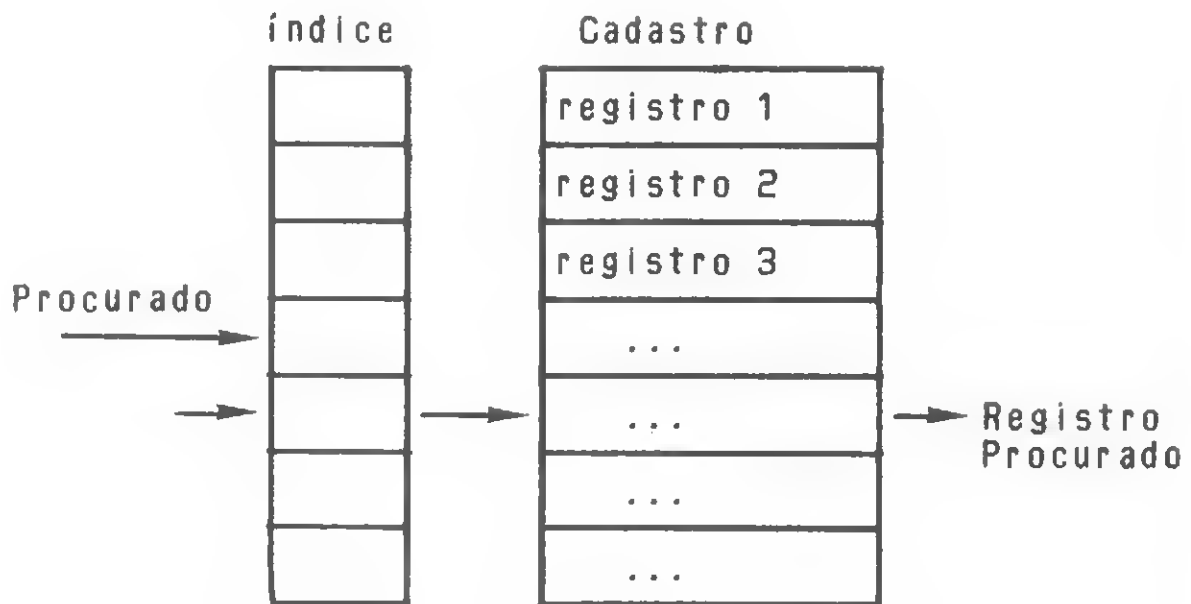 índice
Cadastro
registro 1
registro 2
registro 3
Procurado
...
...
Registro
Procurado
...
...